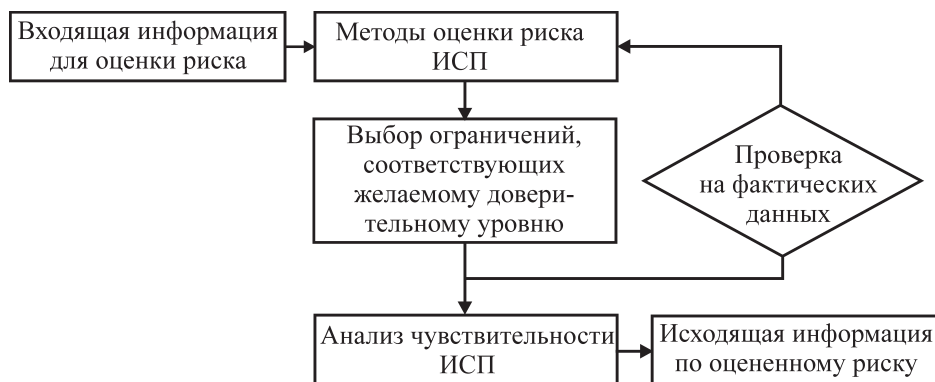 Входящая информация
для оценки риска
Методы оценки риска
ИСП
Выбор ограничений,
соответствующих
желаемому довери-
тельному уровню
Проверка
на фактических
данных
Анализ чувствительности
ИСП
Исходящая информация
по оцененному риску